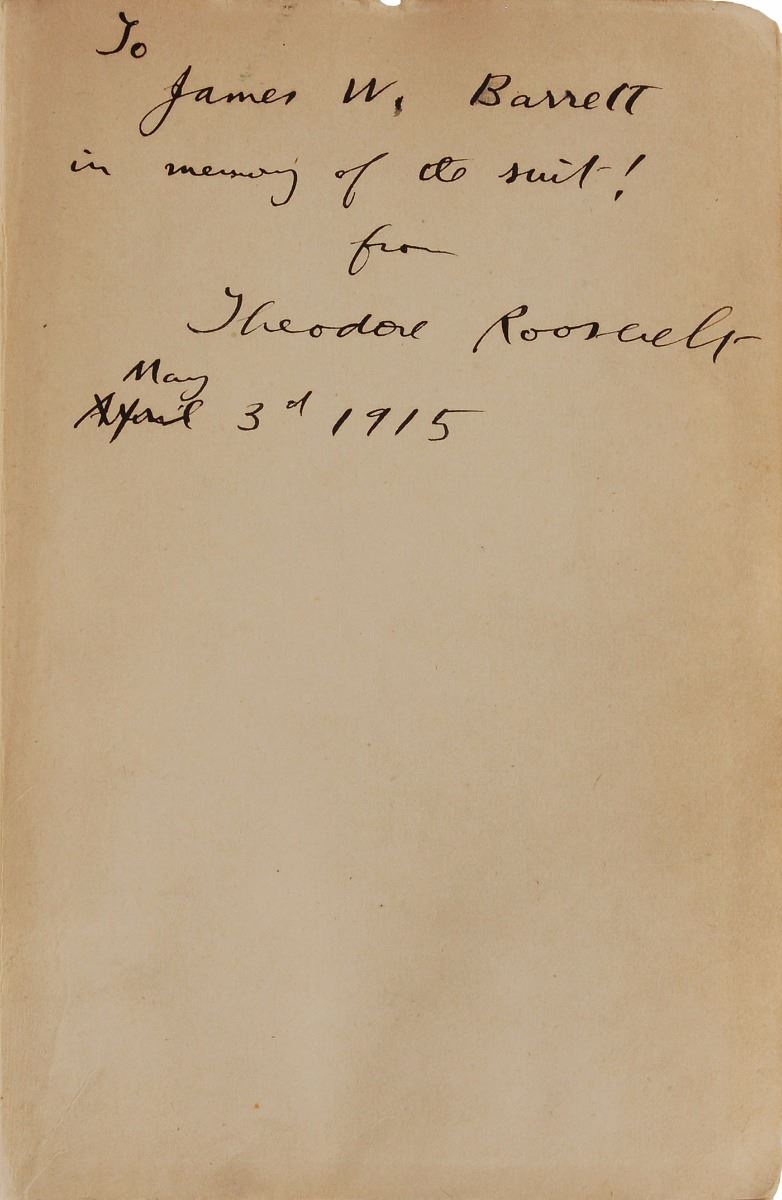 To
James W. Barrett
in memory of the suit!
from
Theodore Roosevelt
May
April 3d 1915